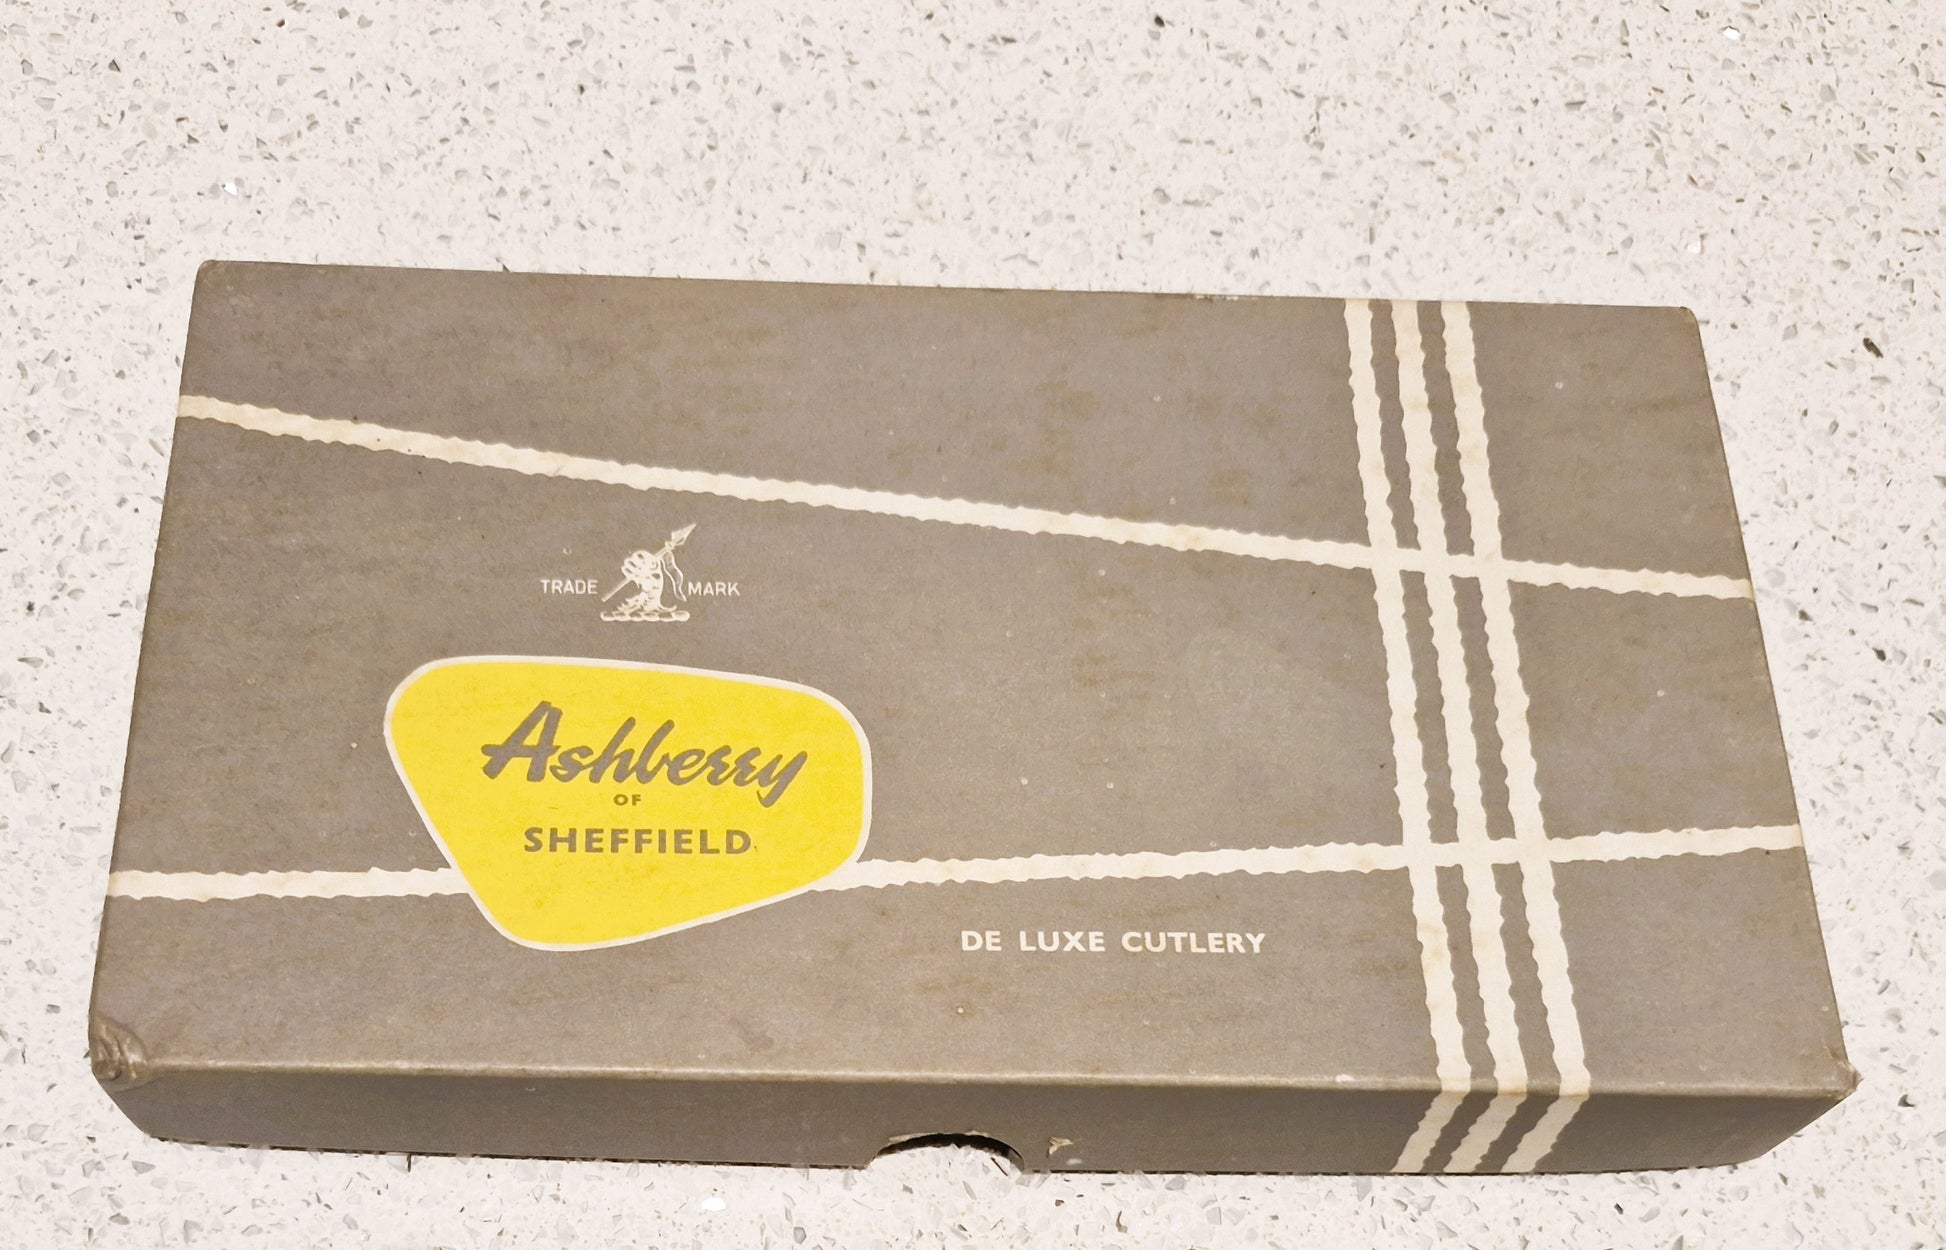 TRADE MARK
Ashberry
OF
SHEFFIELD
DE LUXE CUTLERY